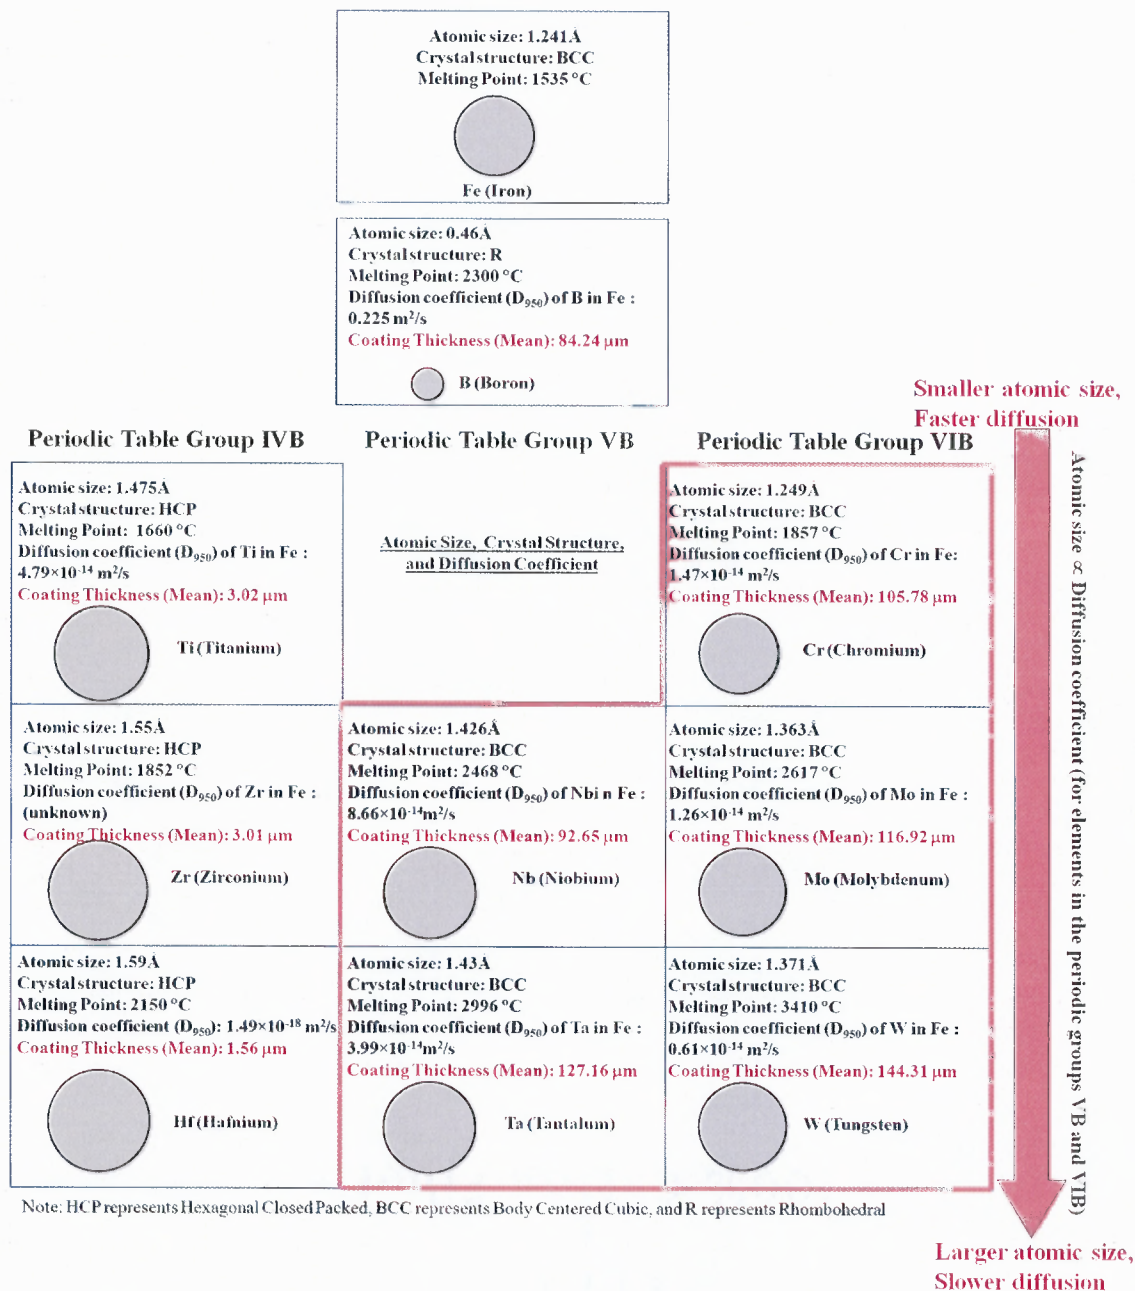 Atomic size: 1.241Å
Crystal structure: BCC
Melting Point: 1535 °C
Fe (Iron)
Atomic size: 0.46Å
Crystal structure: R
Melting Point: 2300 °C
Diffusion coefficient (D950) of B in Fe :
0.225 m²/s
Coating Thickness (Mean): 84.24 µm
B (Boron)
Smaller atomic size,
Faster diffusion
Periodic Table Group IVB
Periodic Table Group VB
Periodic Table Group VIB
Atomic size: 1.475Å
Crystal structure: HCP
Melting Point: 1660 °C
Diffusion coefficient (D950) of Ti in Fe :
4.79×10⁻¹⁴ m²/s
Coating Thickness (Mean): 3.02 µm
Ti (Titanium)
Atomic Size, Crystal Structure,
and Diffusion Coefficient
Atomic size: 1.249Å
Crystal structure: BCC
Melting Point: 1857 °C
Diffusion coefficient (D950) of Cr in Fe:
1.47×10⁻¹⁴ m²/s
Coating Thickness (Mean): 105.78 µm
Cr (Chromium)
Atomic size: 1.55Å
Crystal structure: HCP
Melting Point: 1852 °C
Diffusion coefficient (D950) of Zr in Fe :
(unknown)
Coating Thickness (Mean): 3.01 µm
Zr (Zirconium)
Atomic size: 1.426Å
Crystal structure: BCC
Melting Point: 2468 °C
Diffusion coefficient (D950) of Nbi n Fe :
8.66×10⁻¹⁴m²/s
Coating Thickness (Mean): 92.65 µm
Nb (Niobium)
Atomic size: 1.363Å
Crystal structure: BCC
Melting Point: 2617 °C
Diffusion coefficient (D950) of Mo in Fe :
1.26×10⁻¹⁴ m²/s
Coating Thickness (Mean): 116.92 µm
Mo (Molybdenum)
Atomic size: 1.59Å
Crystal structure: HCP
Melting Point: 2150 °C
Diffusion coefficient (D950): 1.49×10⁻¹⁸ m²/s
Coating Thickness (Mean): 1.56 µm
Hf (Hafnium)
Atomic size: 1.43Å
Crystal structure: BCC
Melting Point: 2996 °C
Diffusion coefficient (D950) of Ta in Fe :
3.99×10⁻¹⁴m²/s
Coating Thickness (Mean): 127.16 µm
Ta (Tantalum)
Atomic size: 1.371Å
Crystal structure: BCC
Melting Point: 3410 °C
Diffusion coefficient (D950) of W in Fe :
0.61×10⁻¹⁴ m²/s
Coating Thickness (Mean): 144.31 µm
W (Tungsten)
Atomic size ∝ Diffusion coefficient (for elements in the periodic groups VB and VIB)
Note: HCP represents Hexagonal Closed Packed, BCC represents Body Centered Cubic, and R represents Rhombohedral
Larger atomic size,
Slower diffusion